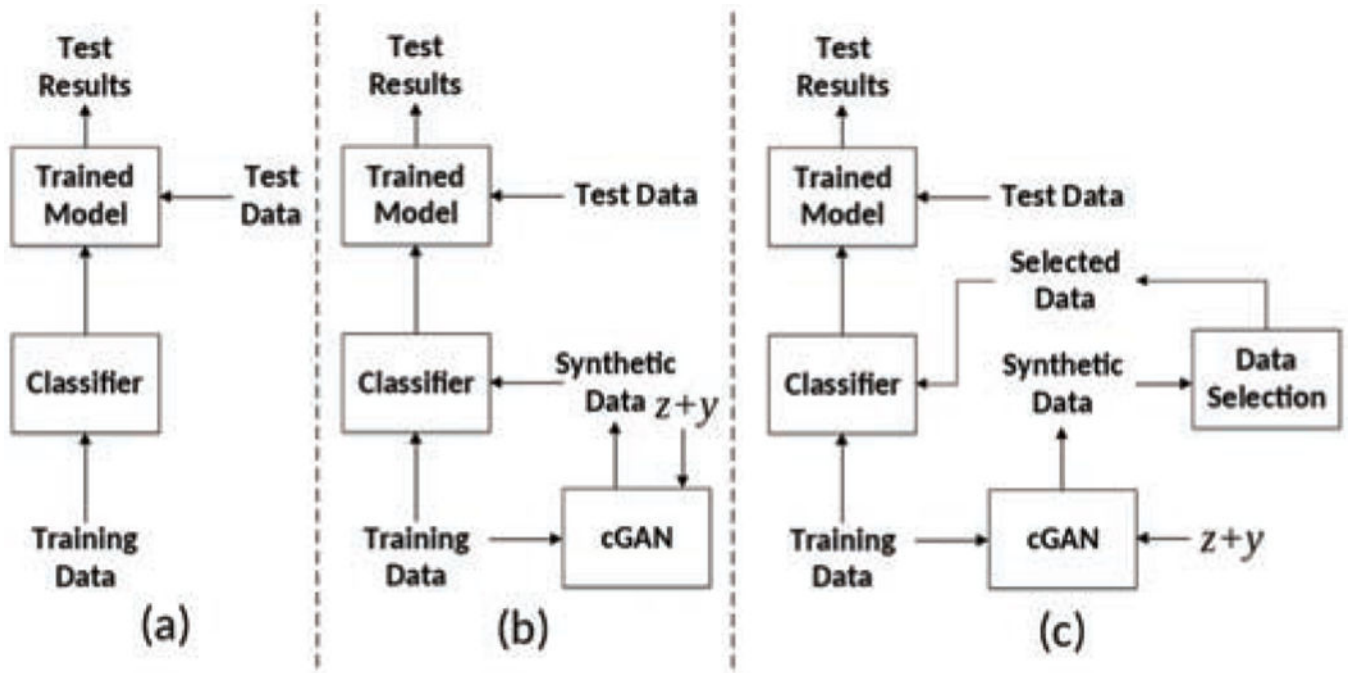 Test
Results
Trained
Model
Test
Data
Classifier
Training
Data
(a)
Test
Results
Trained
Model
Test Data
Classifier
Synthetic
Data z+y
Training
Data
cGAN
(b)
Test
Results
Trained
Model
Test Data
Selected
Data
Classifier
Synthetic
Data
Data
Selection
Training
Data
cGAN
z+y
(c)